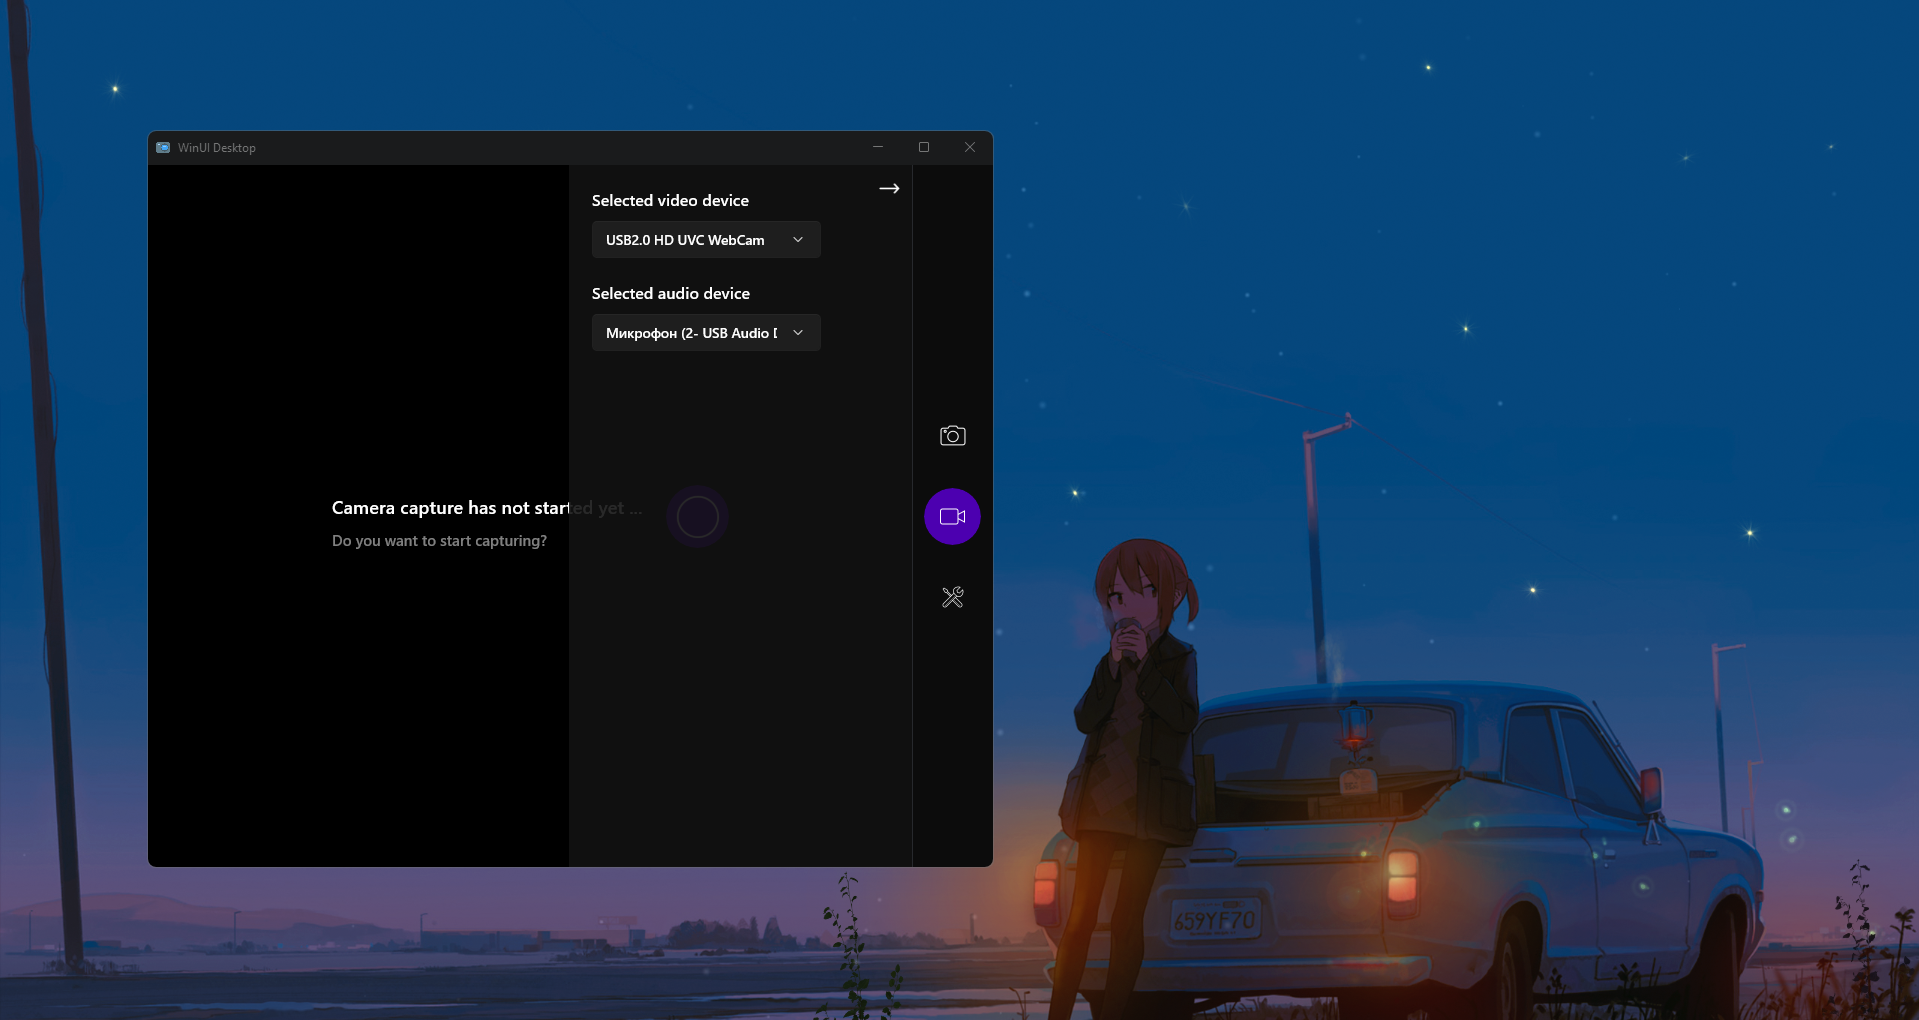 WinUI Desktop
Selected video device
USB2.0 HD UVC WebCam
Selected audio device
Микрофон (2- USB Audio D
Camera capture has not started yet ...
Do you want to start capturing?
659YF70